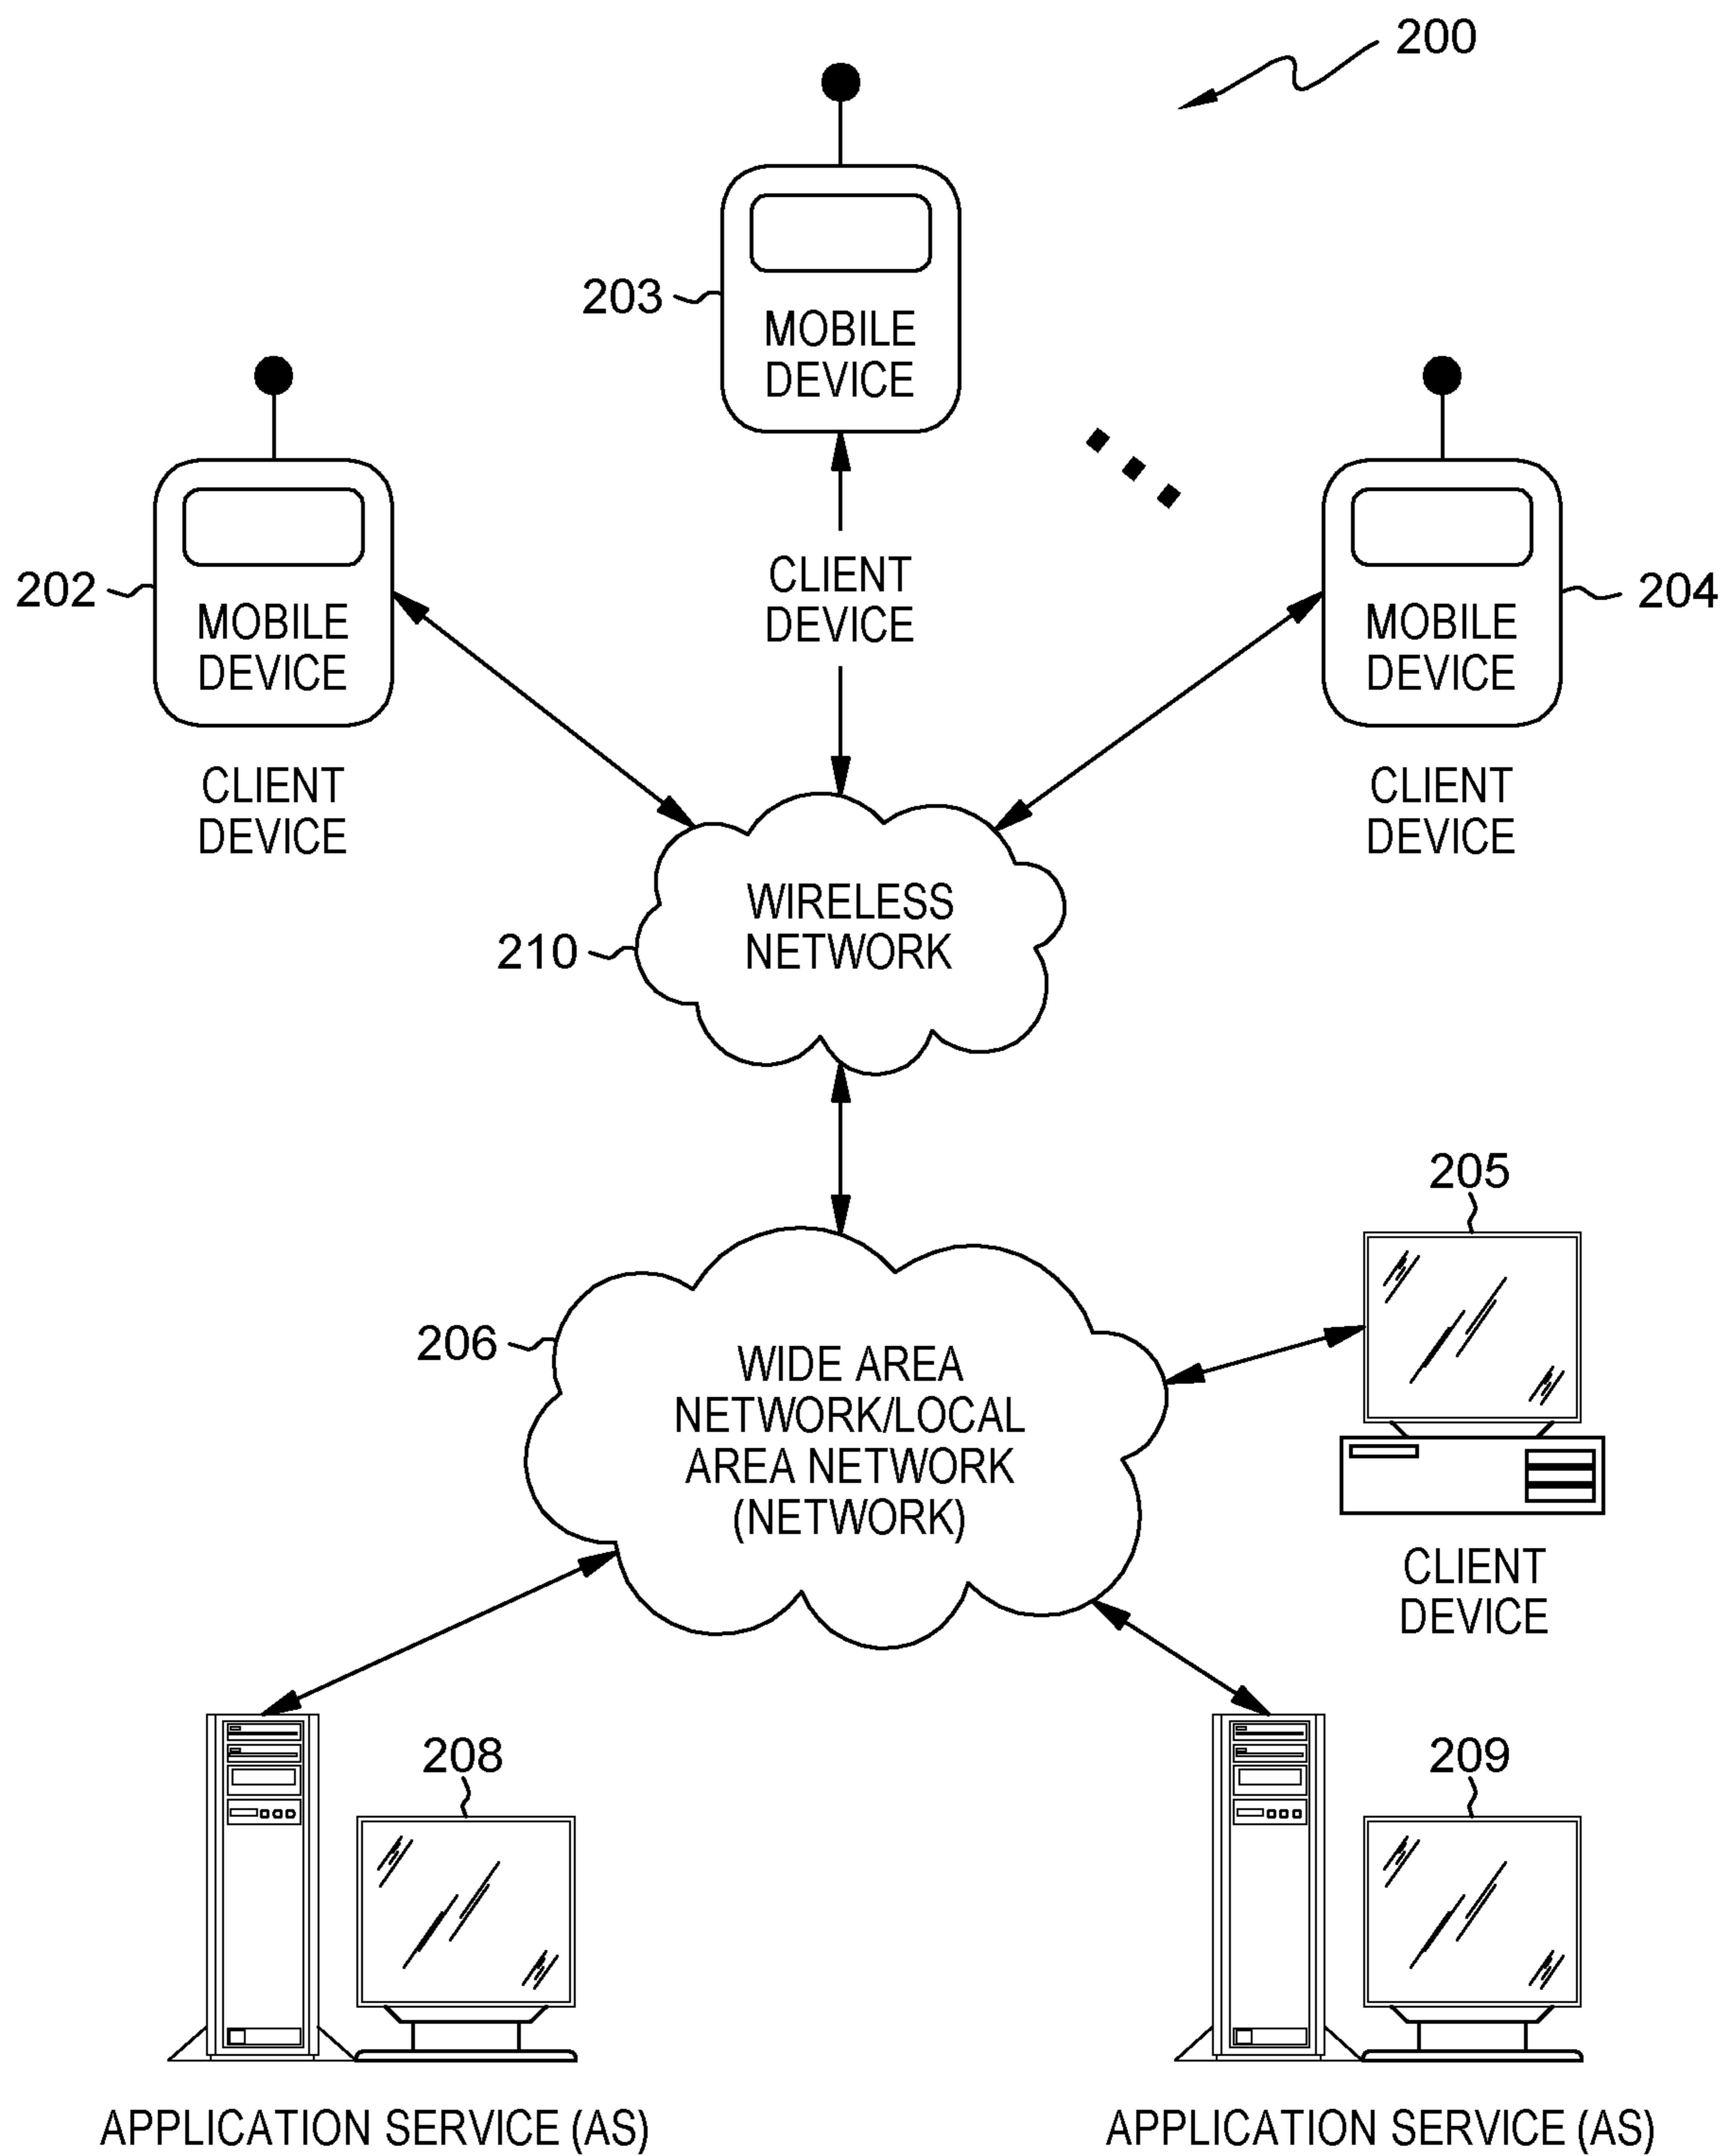 200
203
MOBILE
DEVICE
202
MOBILE
DEVICE
CLIENT
DEVICE
CLIENT
DEVICE
204
MOBILE
DEVICE
CLIENT
DEVICE
210
WIRELESS
NETWORK
205
206
WIDE AREA
NETWORK/LOCAL
AREA NETWORK
(NETWORK)
CLIENT
DEVICE
208
209
APPLICATION SERVICE (AS)
APPLICATION SERVICE (AS)